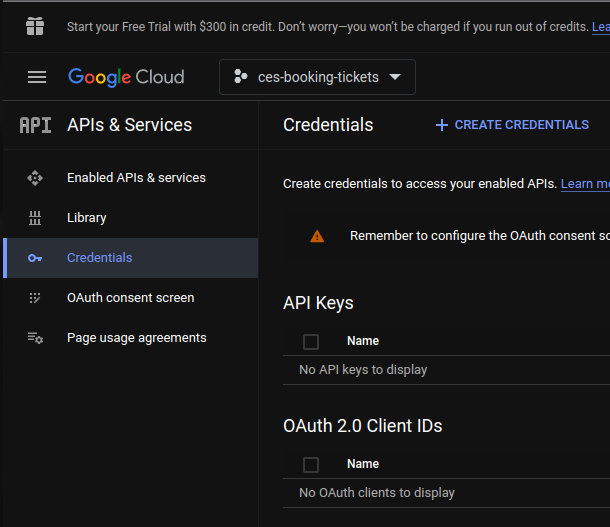 Start your Free Trial with $300 in credit. Don't worry—you won't be charged if you run out of credits. Lea
Google Cloud
ces-booking-tickets
API
APIs & Services
Credentials
+ CREATE CREDENTIALS
Enabled APIs & services
Library
Credentials
OAuth consent screen
Page usage agreements
Create credentials to access your enabled APIs. Learn mo
Remember to configure the OAuth consent sc
API Keys
Name
No API keys to display
OAuth 2.0 Client IDs
Name
No OAuth clients to display